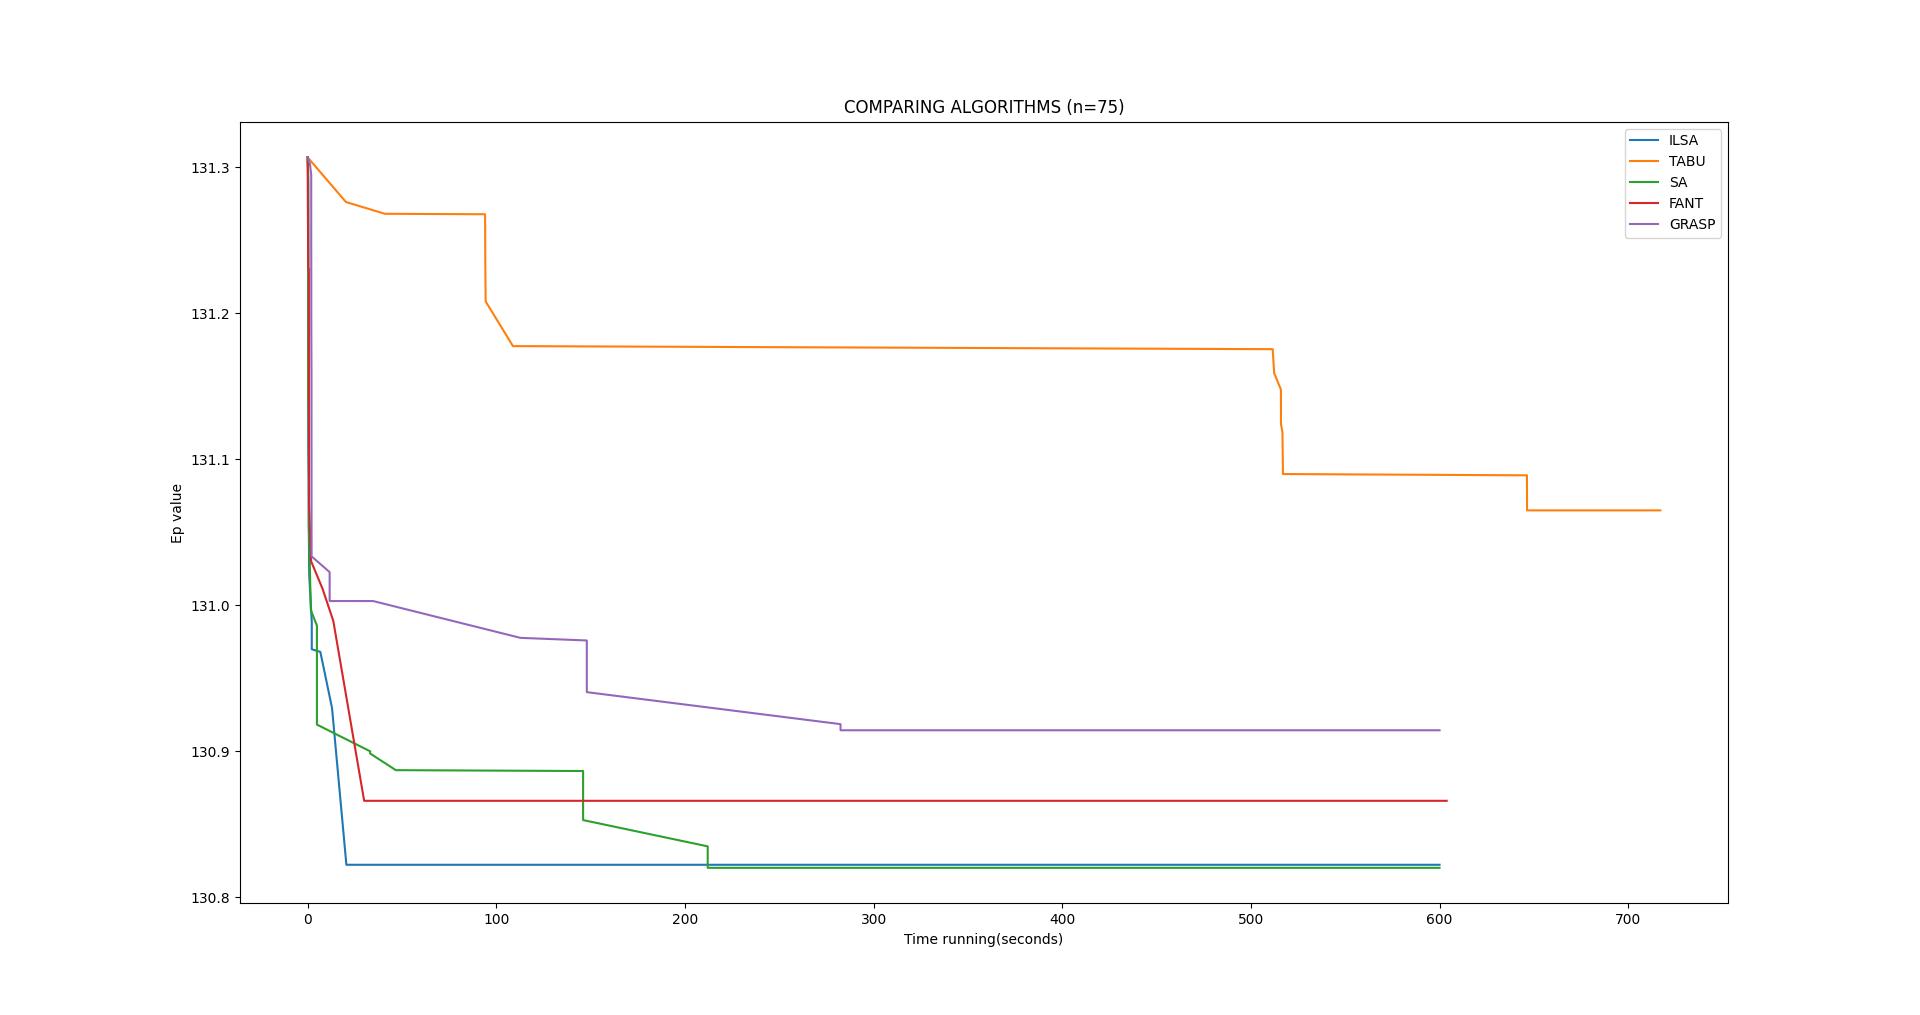 COMPARING ALGORITHMS (n=75)
ILSA
TABU
SA
FANT
GRASP
131.3
131.2
131.1
131.0
130.9
130.8
Ep value
0 100 200 300 400 500 600 700
Time running(seconds)